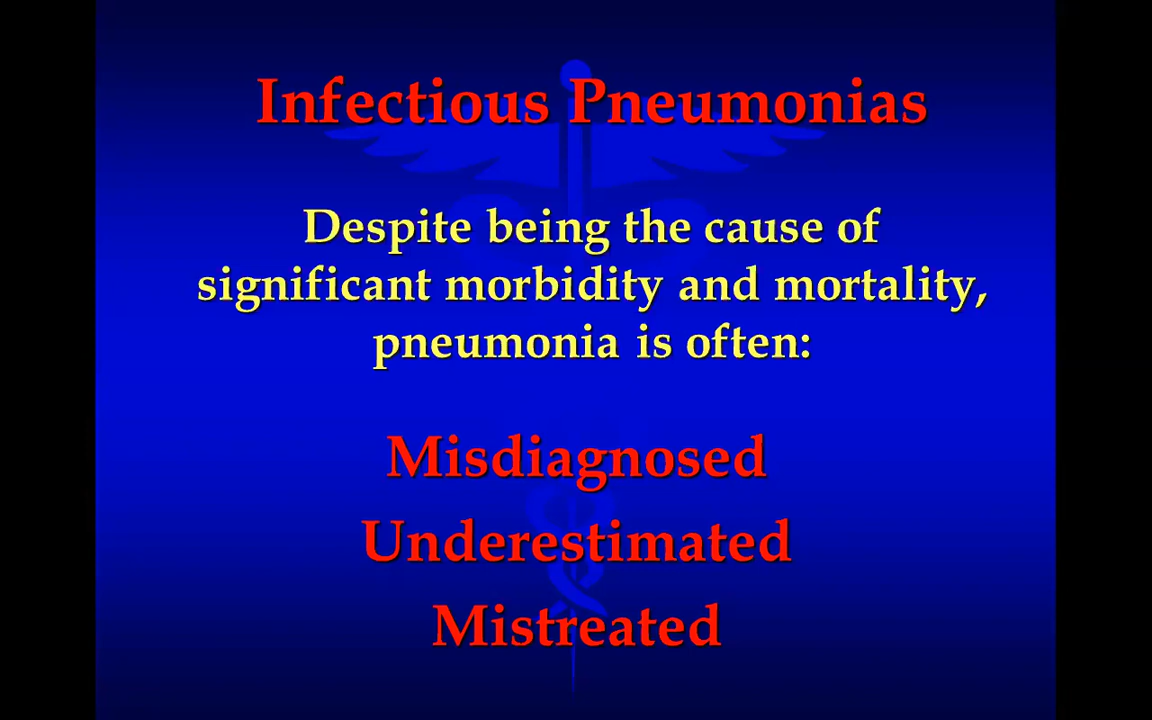 Infectious Pneumonias
Despite being the cause of
significant morbidity and mortality,
pneumonia is often:
Misdiagnosed
Underestimated
Mistreated